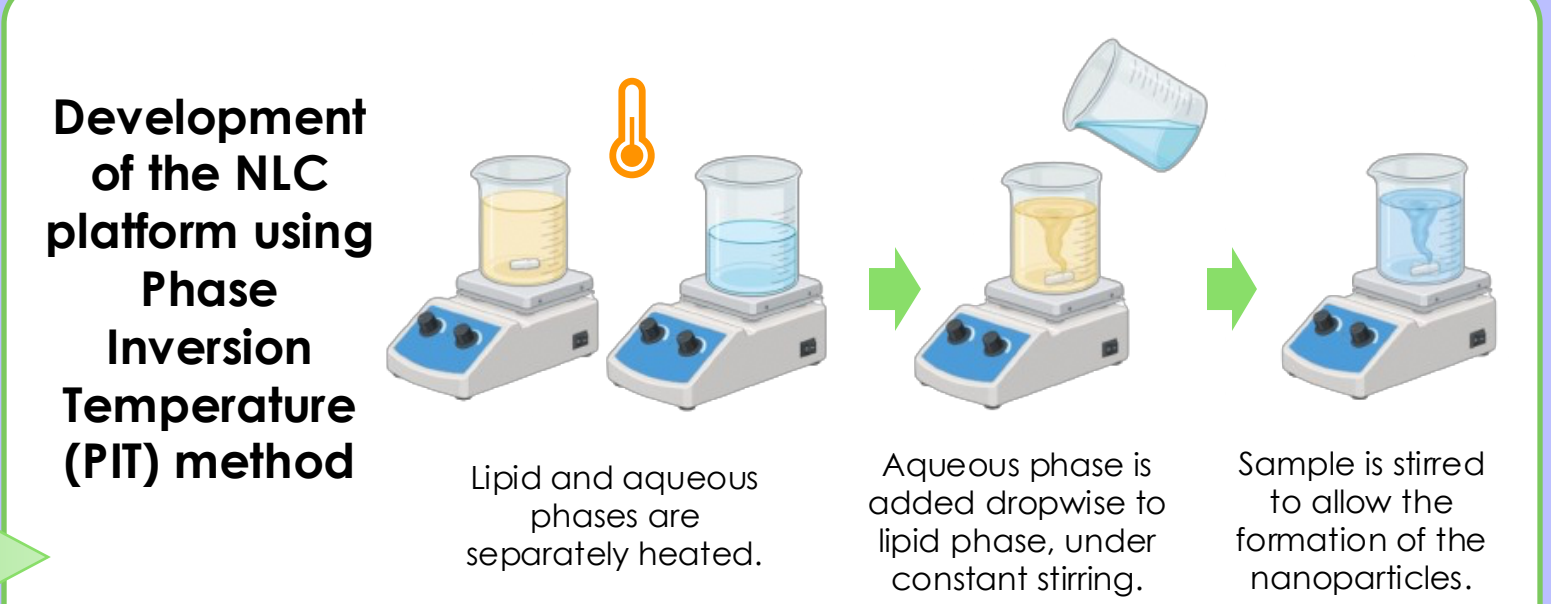 Development
of the NLC
platform using
Phase
Inversion
Temperature
(PIT) method
Lipid and aqueous
phases are
separately heated.
Aqueous phase is
added dropwise to
lipid phase, under
constant stirring.
Sample is stirred
to allow the
formation of the
nanoparticles.